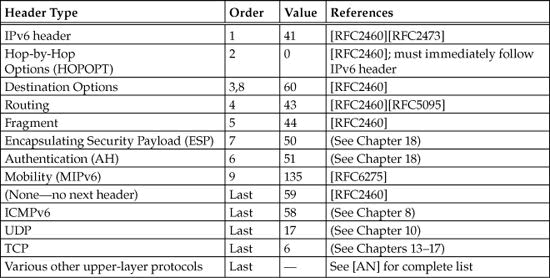 Header Type Order Value References
IPv6 header 1 41 [RFC2460][RFC2473]
Hop-by-Hop 2 0 [RFC2460]; must immediately follow
Options (HOPOPT) IPv6 header
Destination Options 3,8 60 [RFC2460]
Routing 4 43 [RFC2460][RFC5095]
Fragment 5 44 [RFC2460]
Encapsulating Security Payload (ESP) 7 50 (See Chapter 18)
Authentication (AH) 6 51 (See Chapter 18)
Mobility (MIPv6) 9 135 [RFC6275]
(None—no next header) Last 59 [RFC2460]
ICMPv6 Last 58 (See Chapter 8)
UDP Last 17 (See Chapter 10)
TCP Last 6 (See Chapters 13–17)
Various other upper-layer protocols Last — See [AN] for complete list